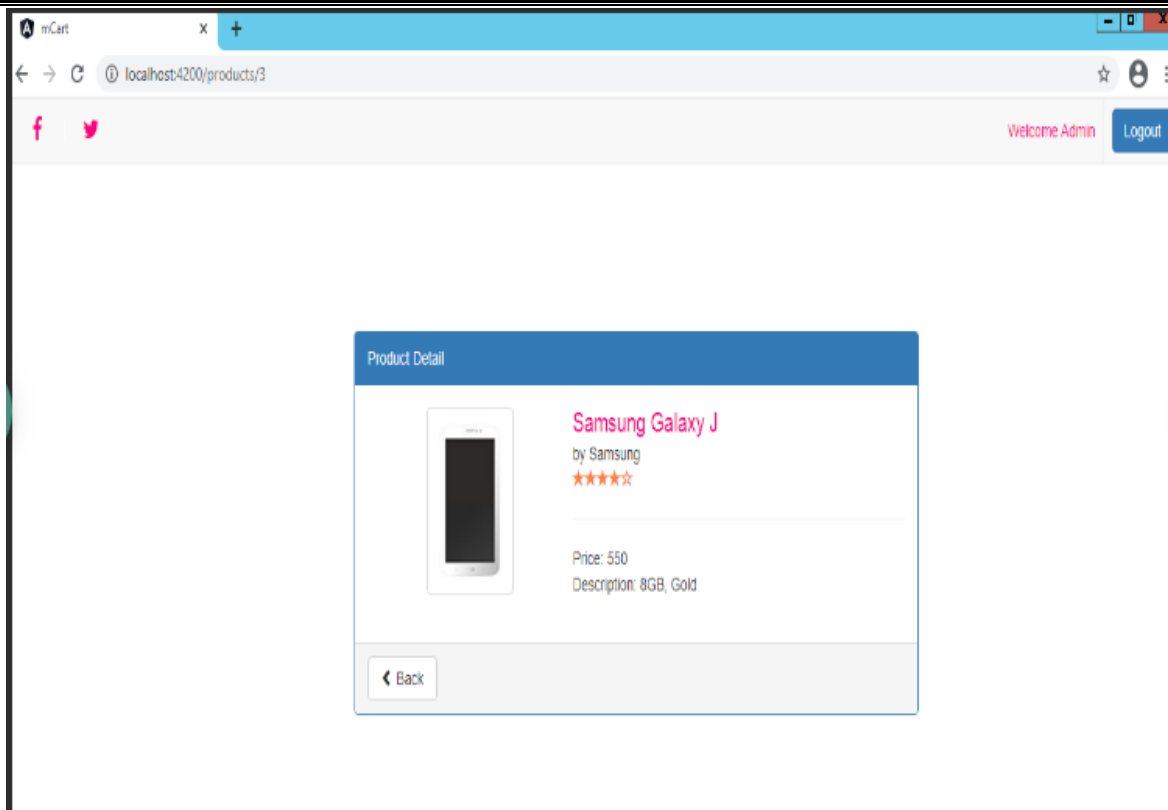 mCart
localhost:4200/products/3
Welcome Admin
Logout
Product Detail
Samsung Galaxy J
by Samsung
Price: 550
Description: 8GB, Gold
Back